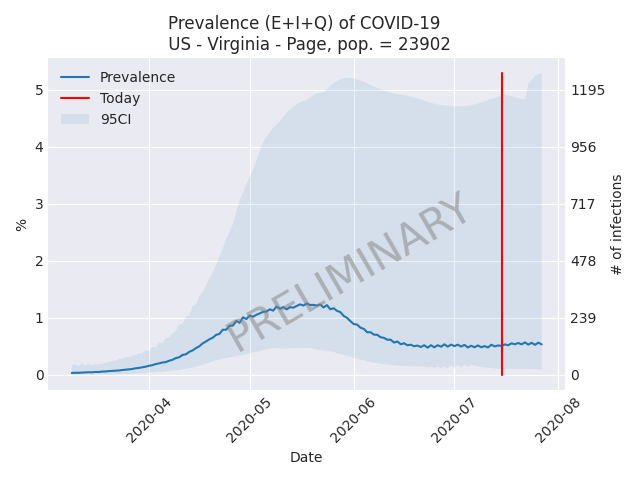 Prevalence (E+I+Q) of COVID-19
US - Virginia - Page, pop. = 23902
Prevalence
Today
95CI
5
4
3
2
1
0
%
1195
956
717
478
239
0
# of infections
PRELIMINARY
2020-04
2020-05
2020-06
2020-07
2020-08
Date